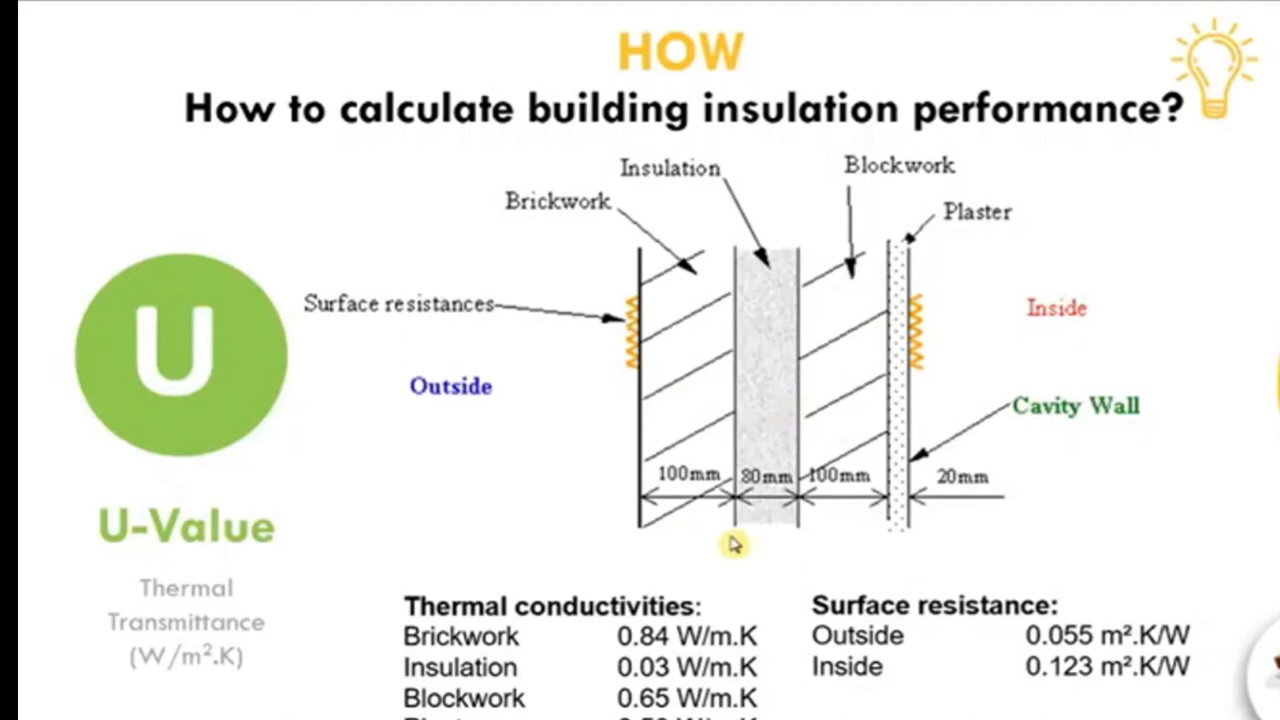 HOW
How to calculate building insulation performance?
Insulation
Blockwork
Brickwork
Plaster
Surface resistances
Inside
U
Outside
Cavity Wall
100mm
80mm
100mm
20mm
U-Value
Thermal
Transmittance
(W/m².K)
Thermal conductivities:
Brickwork 0.84 W/m.K
Insulation 0.03 W/m.K
Blockwork 0.65 W/m.K
Surface resistance:
Outside 0.055 m².K/W
Inside 0.123 m².K/W